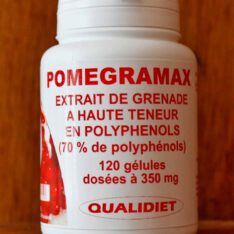 POMEGRAMAX
EXTRAIT DE GRENADE
A HAUTE TENEUR
EN POLYPHENOLS
(70 % de polyphénols)
120 gélules
dosées à 350 mg
QUALIDIET